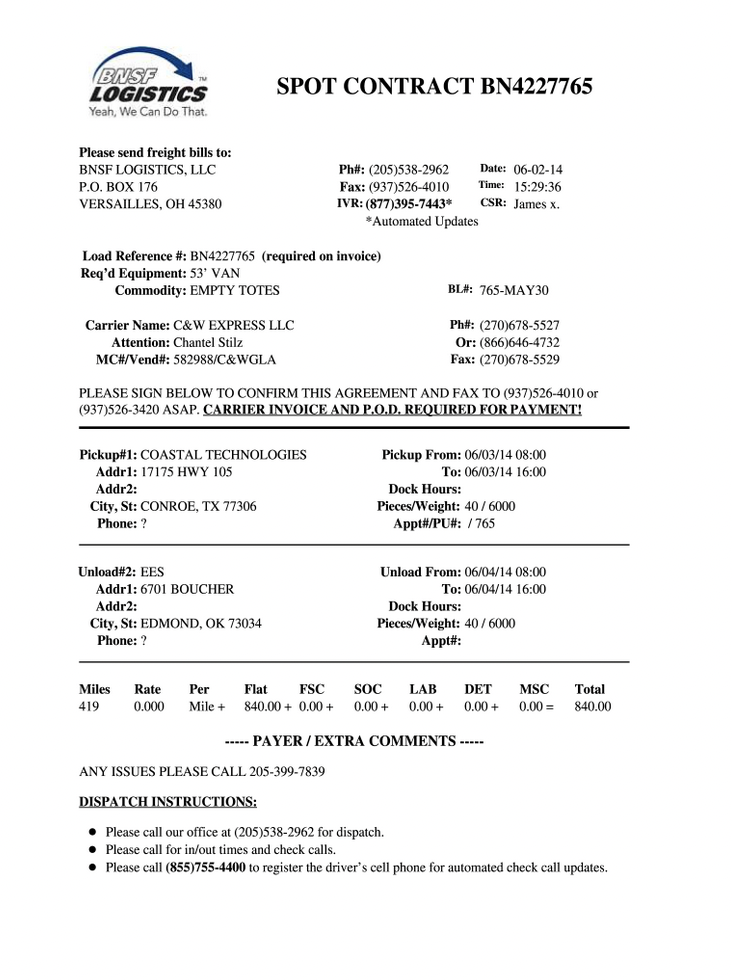 BNSF
LOGISTICS™
Yeah, We Can Do That.
SPOT CONTRACT BN4227765
Please send freight bills to:
BNSF LOGISTICS, LLC Ph#: (205)538-2962 Date: 06-02-14
P.O. BOX 176 Fax: (937)526-4010 Time: 15:29:36
VERSAILLES, OH 45380 IVR: (877)395-7443* CSR: James x.
*Automated Updates
Load Reference #: BN4227765 (required on invoice)
Req'd Equipment: 53' VAN
Commodity: EMPTY TOTES BL#: 765-MAY30
Carrier Name: C&W EXPRESS LLC Ph#: (270)678-5527
Attention: Chantel Stilz Or: (866)646-4732
MC#/Vend#: 582988/C&WGLA Fax: (270)678-5529
PLEASE SIGN BELOW TO CONFIRM THIS AGREEMENT AND FAX TO (937)526-4010 or
(937)526-3420 ASAP. CARRIER INVOICE AND P.O.D. REQUIRED FOR PAYMENT!
Pickup#1: COASTAL TECHNOLOGIES Pickup From: 06/03/14 08:00
Addr1: 17175 HWY 105 To: 06/03/14 16:00
Addr2: Dock Hours:
City, St: CONROE, TX 77306 Pieces/Weight: 40 / 6000
Phone: ? Appt#/PU#: / 765
Unload#2: EES Unload From: 06/04/14 08:00
Addr1: 6701 BOUCHER To: 06/04/14 16:00
Addr2: Dock Hours:
City, St: EDMOND, OK 73034 Pieces/Weight: 40 / 6000
Phone: ? Appt#:
Miles Rate Per Flat FSC SOC LAB DET MSC Total
419 0.000 Mile + 840.00 + 0.00 + 0.00 + 0.00 + 0.00 + 0.00 = 840.00
----- PAYER / EXTRA COMMENTS -----
ANY ISSUES PLEASE CALL 205-399-7839
DISPATCH INSTRUCTIONS:
● Please call our office at (205)538-2962 for dispatch.
● Please call for in/out times and check calls.
● Please call (855)755-4400 to register the driver's cell phone for automated check call updates.